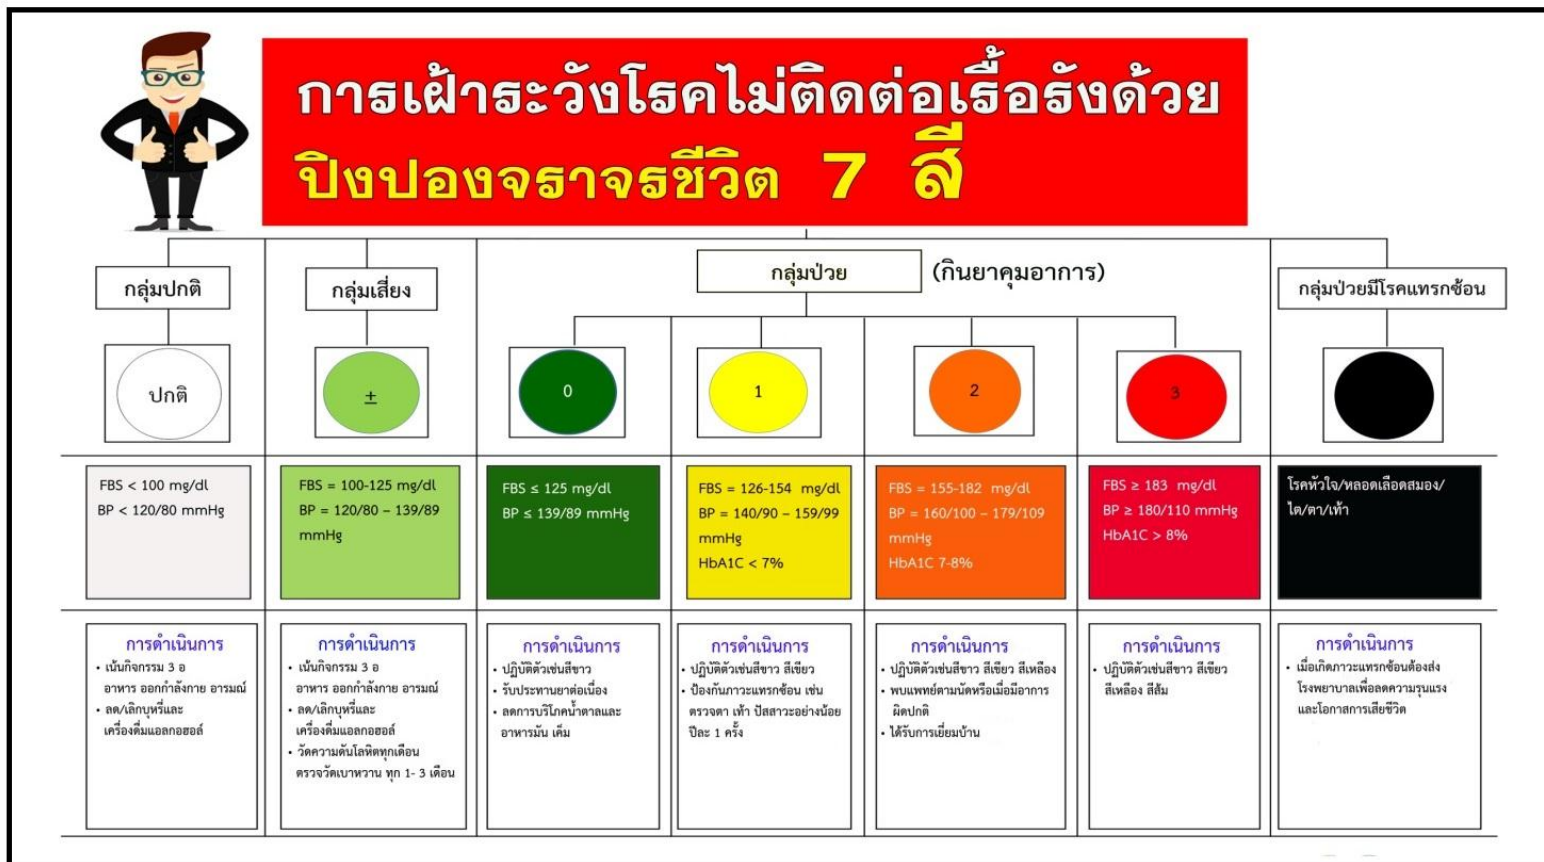 การเฝ้าระวังโรคไม่ติดต่อเรื้อรังด้วย
ปิงปองจราจรชีวิต 7 สี
กลุ่มปกติ
กลุ่มเสี่ยง
กลุ่มป่วย
(กินยาคุมอาการ)
กลุ่มป่วยมีโรคแทรกซ้อน
ปกติ
±
0
1
2
3
FBS < 100 mg/dl
BP < 120/80 mmHg
FBS = 100-125 mg/dl
BP = 120/80 – 139/89
mmHg
FBS ≤ 125 mg/dl
BP ≤ 139/89 mmHg
FBS = 126-154 mg/dl
BP = 140/90 – 159/99
mmHg
HbA1C < 7%
FBS = 155-182 mg/dl
BP = 160/100 – 179/109
mmHg
HbA1C 7-8%
FBS ≥ 183 mg/dl
BP ≥ 180/110 mmHg
HbA1C > 8%
โรคหัวใจ/หลอดเลือดสมอง/
ไต/ตา/เท้า
การดำเนินการ
• เน้นกิจกรรม 3 อ
อาหาร ออกกำลังกาย อารมณ์
• ลด/เลิกบุหรี่และ
เครื่องดื่มแอลกอฮอล์
การดำเนินการ
• เน้นกิจกรรม 3 อ
อาหาร ออกกำลังกาย อารมณ์
• ลด/เลิกบุหรี่และ
เครื่องดื่มแอลกอฮอล์
• วัดความดันโลหิตทุกเดือน
ตรวจวัดเบาหวาน ทุก 1- 3 เดือน
การดำเนินการ
• ปฏิบัติตัวเช่นสีขาว
• รับประทานยาต่อเนื่อง
• ลดการบริโภคน้ำตาลและ
อาหารมัน เค็ม
การดำเนินการ
• ปฏิบัติตัวเช่นสีขาว สีเขียว
• ป้องกันภาวะแทรกซ้อน เช่น
ตรวจตา เท้า ปัสสาวะอย่างน้อย
ปีละ 1 ครั้ง
การดำเนินการ
• ปฏิบัติตัวเช่นสีขาว สีเขียว สีเหลือง
• พบแพทย์ตามนัดหรือเมื่อมีอาการ
ผิดปกติ
• ได้รับการเยี่ยมบ้าน
การดำเนินการ
• ปฏิบัติตัวเช่นสีขาว สีเขียว
สีเหลือง สีส้ม
การดำเนินการ
• เมื่อเกิดภาวะแทรกซ้อนต้องส่ง
โรงพยาบาลเพื่อลดความรุนแรง
และโอกาสการเสียชีวิต